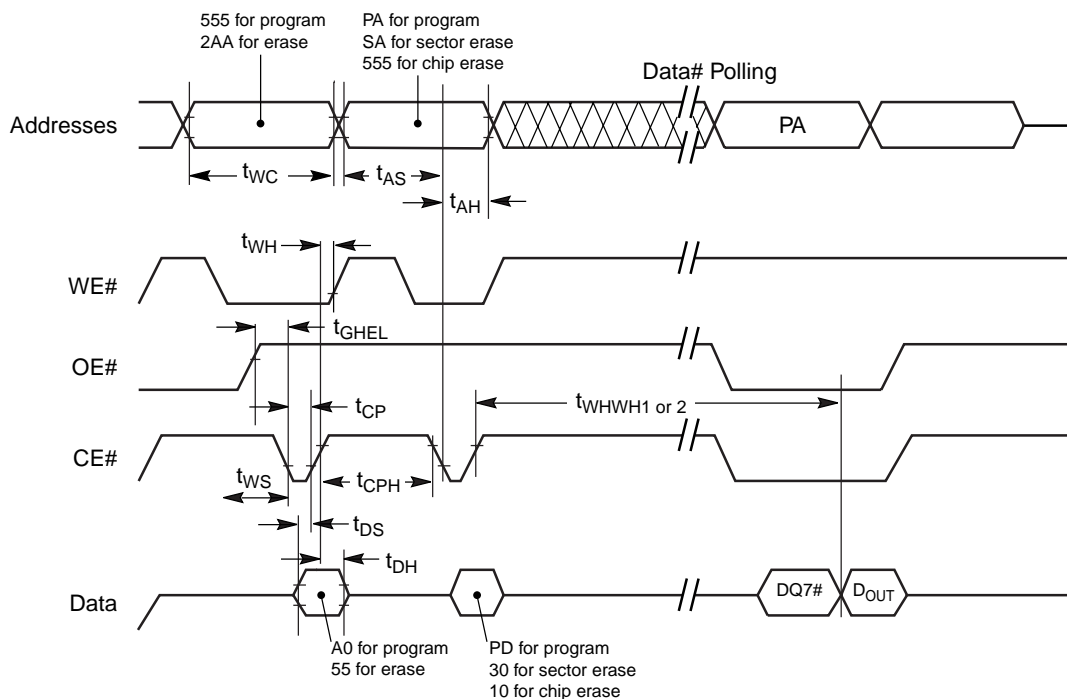 555 for program
2AA for erase
PA for program
SA for sector erase
555 for chip erase
Data# Polling
Addresses
PA
tWC
tAS
tAH
tWH
WE#
tGHEL
OE#
tCP
tWHWH1 or 2
CE#
tWS
tCPH
tDS
tDH
Data
DQ7#
DOUT
A0 for program
55 for erase
PD for program
30 for sector erase
10 for chip erase